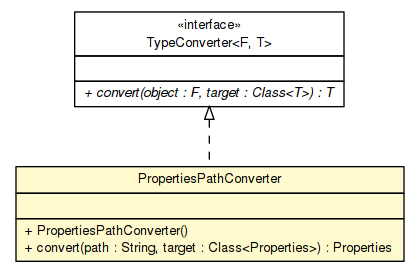 «interface»
TypeConverter<F, T>
+ convert(object : F, target : Class<T>) : T
PropertiesPathConverter
+ PropertiesPathConverter()
+ convert(path : String, target : Class<Properties>) : Properties